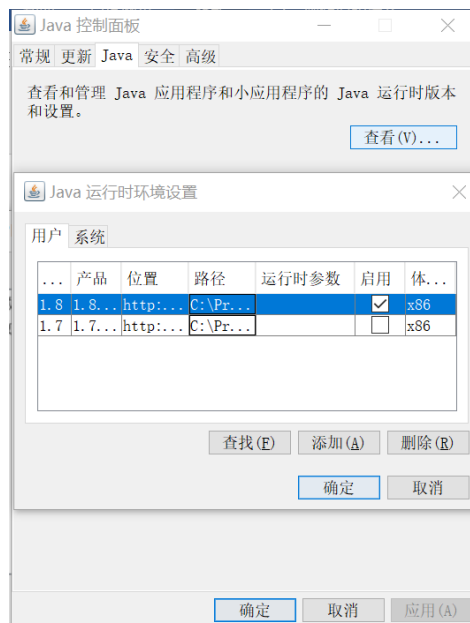 Java 控制面板
常规 更新 Java 安全 高级
查看和管理 Java 应用程序和小应用程序的 Java 运行时版本
和设置。
查看(V)...
Java 运行时环境设置
用户 系统
... 产品 位置 路径 运行时参数 启用 体...
1.8 1.8... http:... C:\Pr... x86
1.7 1.7... http:... C:\Pr... x86
查找(F) 添加(A) 删除(R)
确定 取消
确定 取消 应用(A)